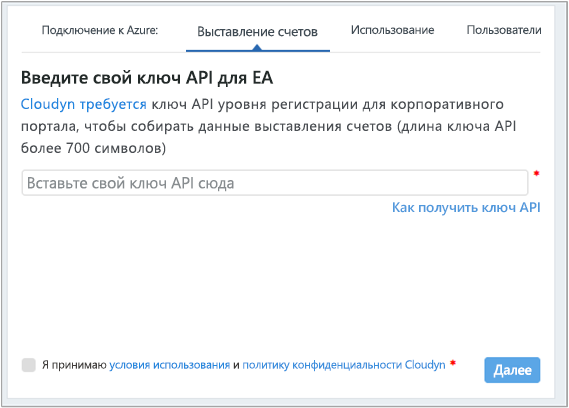 Подключение к Azure: Выставление счетов Использование Пользователи
Введите свой ключ API для EA
Cloudyn требуется ключ API уровня регистрации для корпоративного
портала, чтобы собирать данные выставления счетов (длина ключа API
более 700 символов)
Вставьте свой ключ API сюда *
Как получить ключ API
Я принимаю условия использования и политику конфиденциальности Cloudyn * Далее